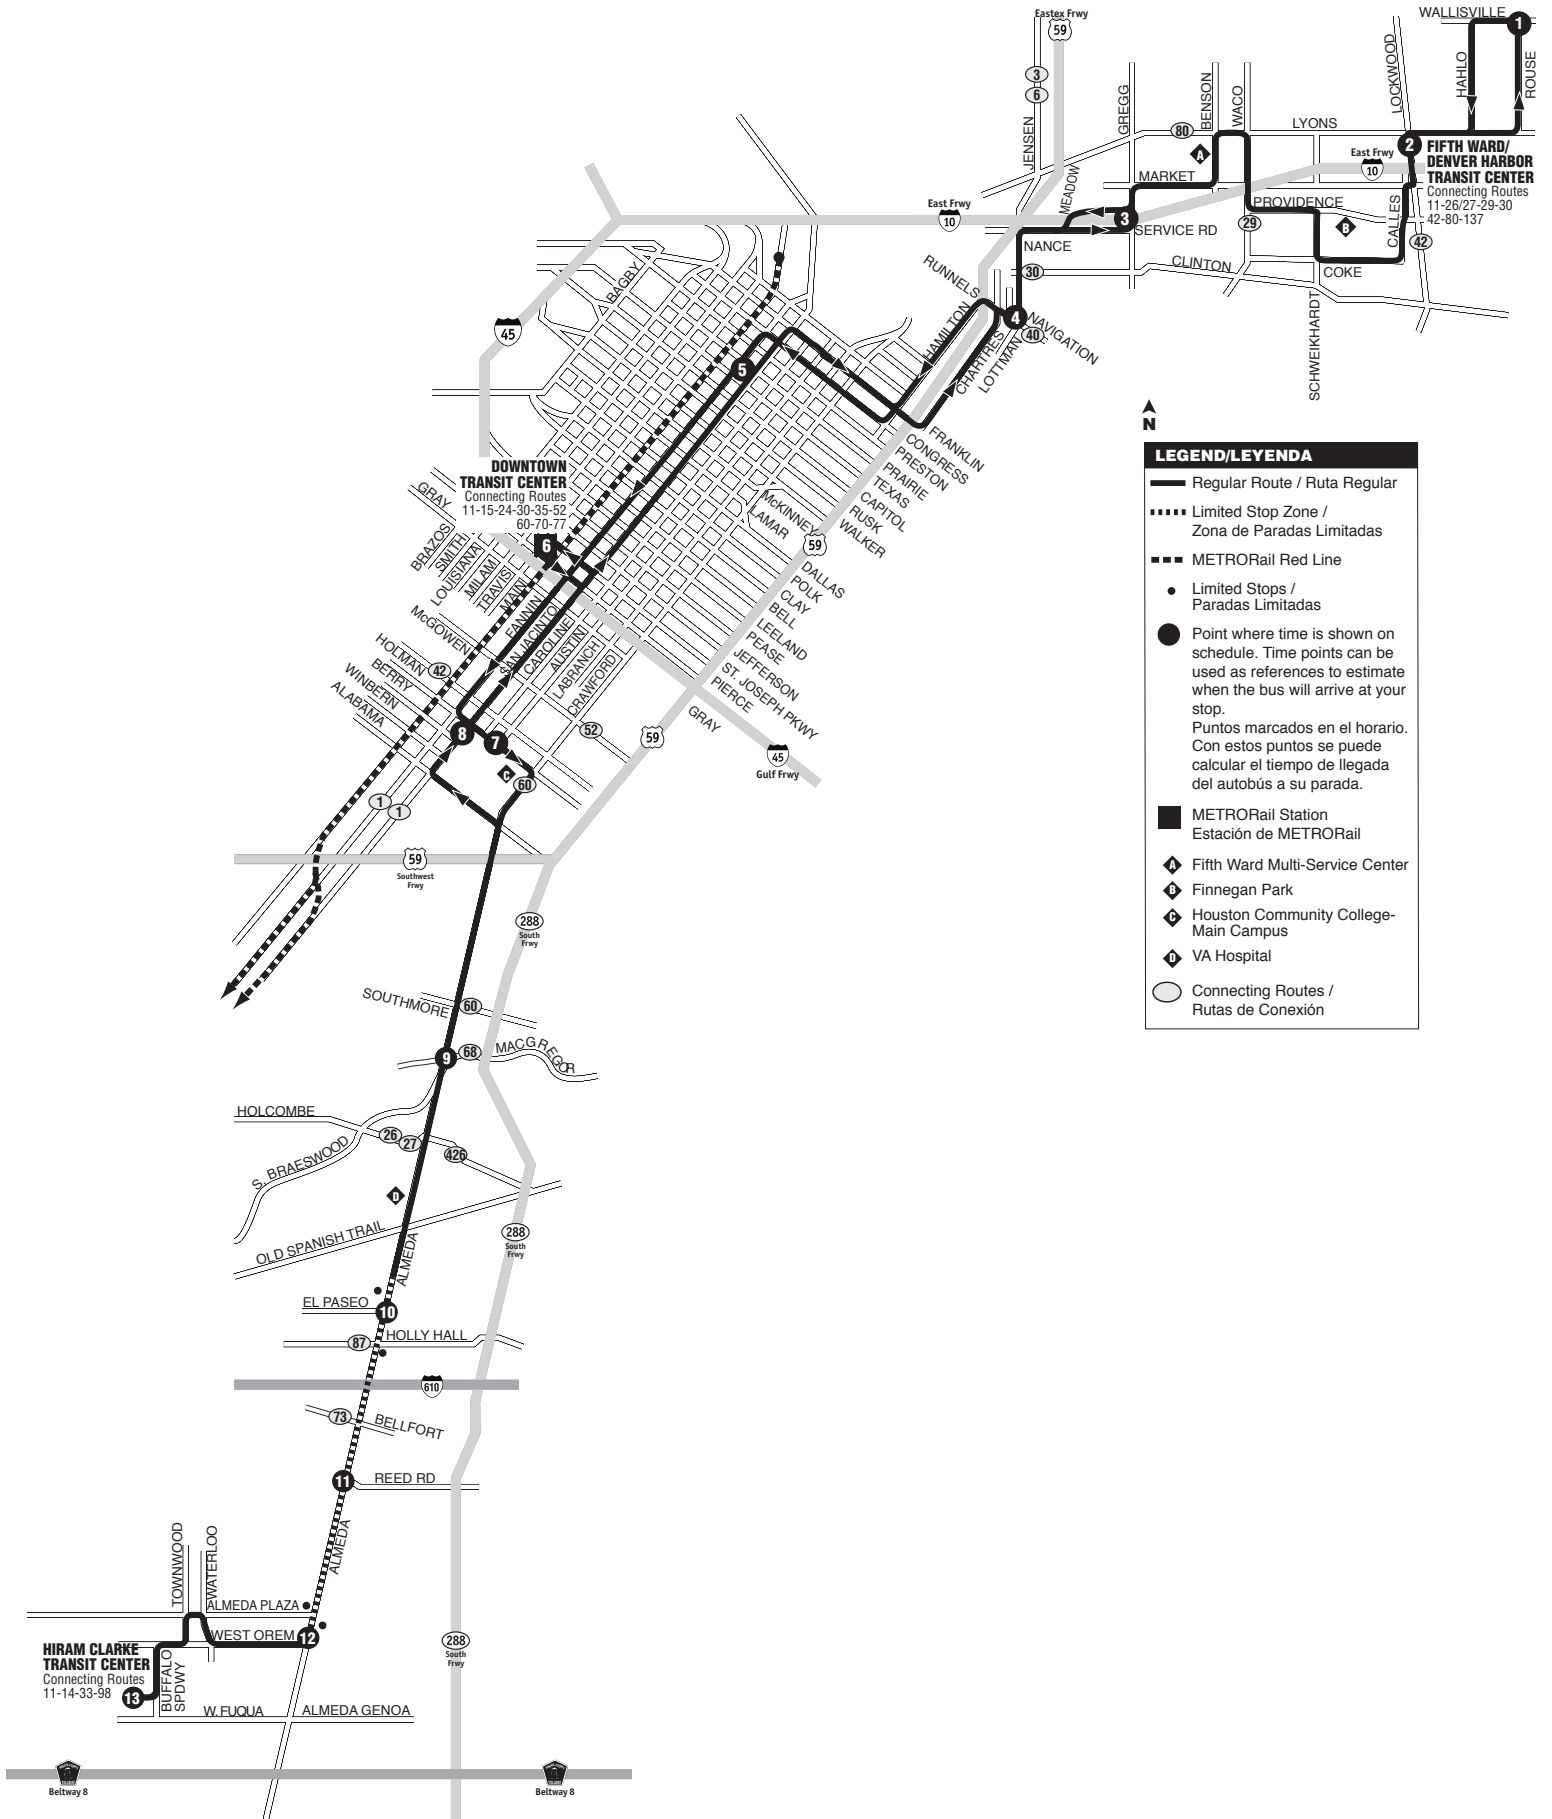 Eastex Frwy
59
WALLISVILLE
1
3
6
JENSEN
GREGG
BENSON
WACO
LOCKWOOD
HAHLO
ROUSE
80
LYONS
A
2
FIFTH WARD/
DENVER HARBOR
TRANSIT CENTER
Connecting Routes
11-26/27-29-30
42-80-137
East Frwy
10
MARKET
MEADOW
East Frwy
10
3
PROVIDENCE
SERVICE RD
29
B
CALLES
42
NANCE
RUNNELS
30
CLINTON
COKE
SCHWEIKHARDT
BAGBY
45
HAMILTON
4
NAVIGATION
40
CHARTRES
LOTTMAN
5
N
FRANKLIN
CONGRESS
PRESTON
PRAIRIE
TEXAS
CAPITOL
RUSK
WALKER
McKINNEY
LAMAR
59
DALLAS
POLK
CLAY
BELL
LEELAND
PEASE
JEFFERSON
ST. JOSEPH PKWY
PIERCE
GRAY
DOWNTOWN
TRANSIT CENTER
Connecting Routes
11-15-24-30-35-52
60-70-77
6
GRAY
BRAZOS
SMITH
LOUISIANA
MILAM
TRAVIS
MAIN
FANNIN
SAN JACINTO
CAROLINE
AUSTIN
LABRANCH
CRAWFORD
McGOWEN
HOLMAN
42
BERRY
WINBERN
ALABAMA
8
7
52
59
45
Gulf Frwy
C
60
1
1
59
Southwest
Frwy
288
South
Frwy
SOUTHMORE
60
9
68
MACGREGOR
HOLCOMBE
26
27
426
S. BRAESWOOD
D
OLD SPANISH TRAIL
288
South
Frwy
ALMEDA
EL PASEO
10
87
HOLLY HALL
610
73
BELLFORT
11
REED RD
ALMEDA
TOWNWOOD
WATERLOO
ALMEDA PLAZA
WEST OREM
12
288
South
Frwy
HIRAM CLARKE
TRANSIT CENTER
Connecting Routes
11-14-33-98
13
BUFFALO
SPDWY
W. FUQUA
ALMEDA GENOA
Beltway 8
Beltway 8
LEGEND/LEYENDA
Regular Route / Ruta Regular
Limited Stop Zone /
Zona de Paradas Limitadas
METRORail Red Line
Limited Stops /
Paradas Limitadas
Point where time is shown on
schedule. Time points can be
used as references to estimate
when the bus will arrive at your
stop.
Puntos marcados en el horario.
Con estos puntos se puede
calcular el tiempo de llegada
del autobús a su parada.
METRORail Station
Estación de METRORail
A Fifth Ward Multi-Service Center
B Finnegan Park
C Houston Community College-
Main Campus
D VA Hospital
Connecting Routes /
Rutas de Conexión